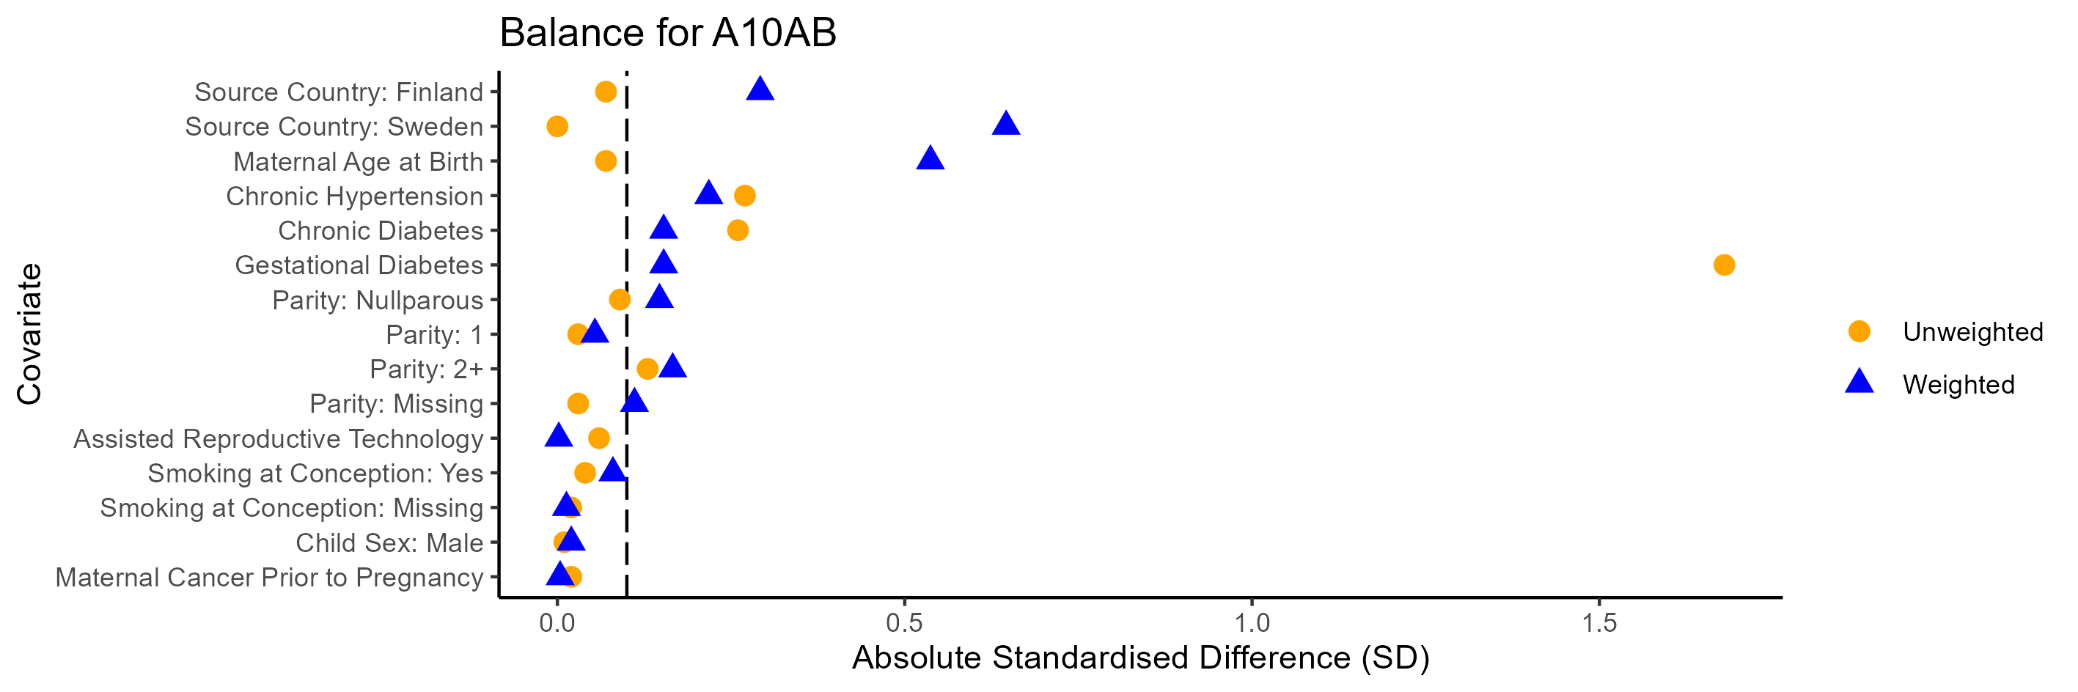 Balance for A10AB
Source Country: Finland
Source Country: Sweden
Maternal Age at Birth
Chronic Hypertension
Chronic Diabetes
Gestational Diabetes
Parity: Nullparous
Parity: 1
Parity: 2+
Parity: Missing
Assisted Reproductive Technology
Smoking at Conception: Yes
Smoking at Conception: Missing
Child Sex: Male
Maternal Cancer Prior to Pregnancy
Covariate
0.0 0.5 1.0 1.5
Absolute Standardised Difference (SD)
Unweighted
Weighted